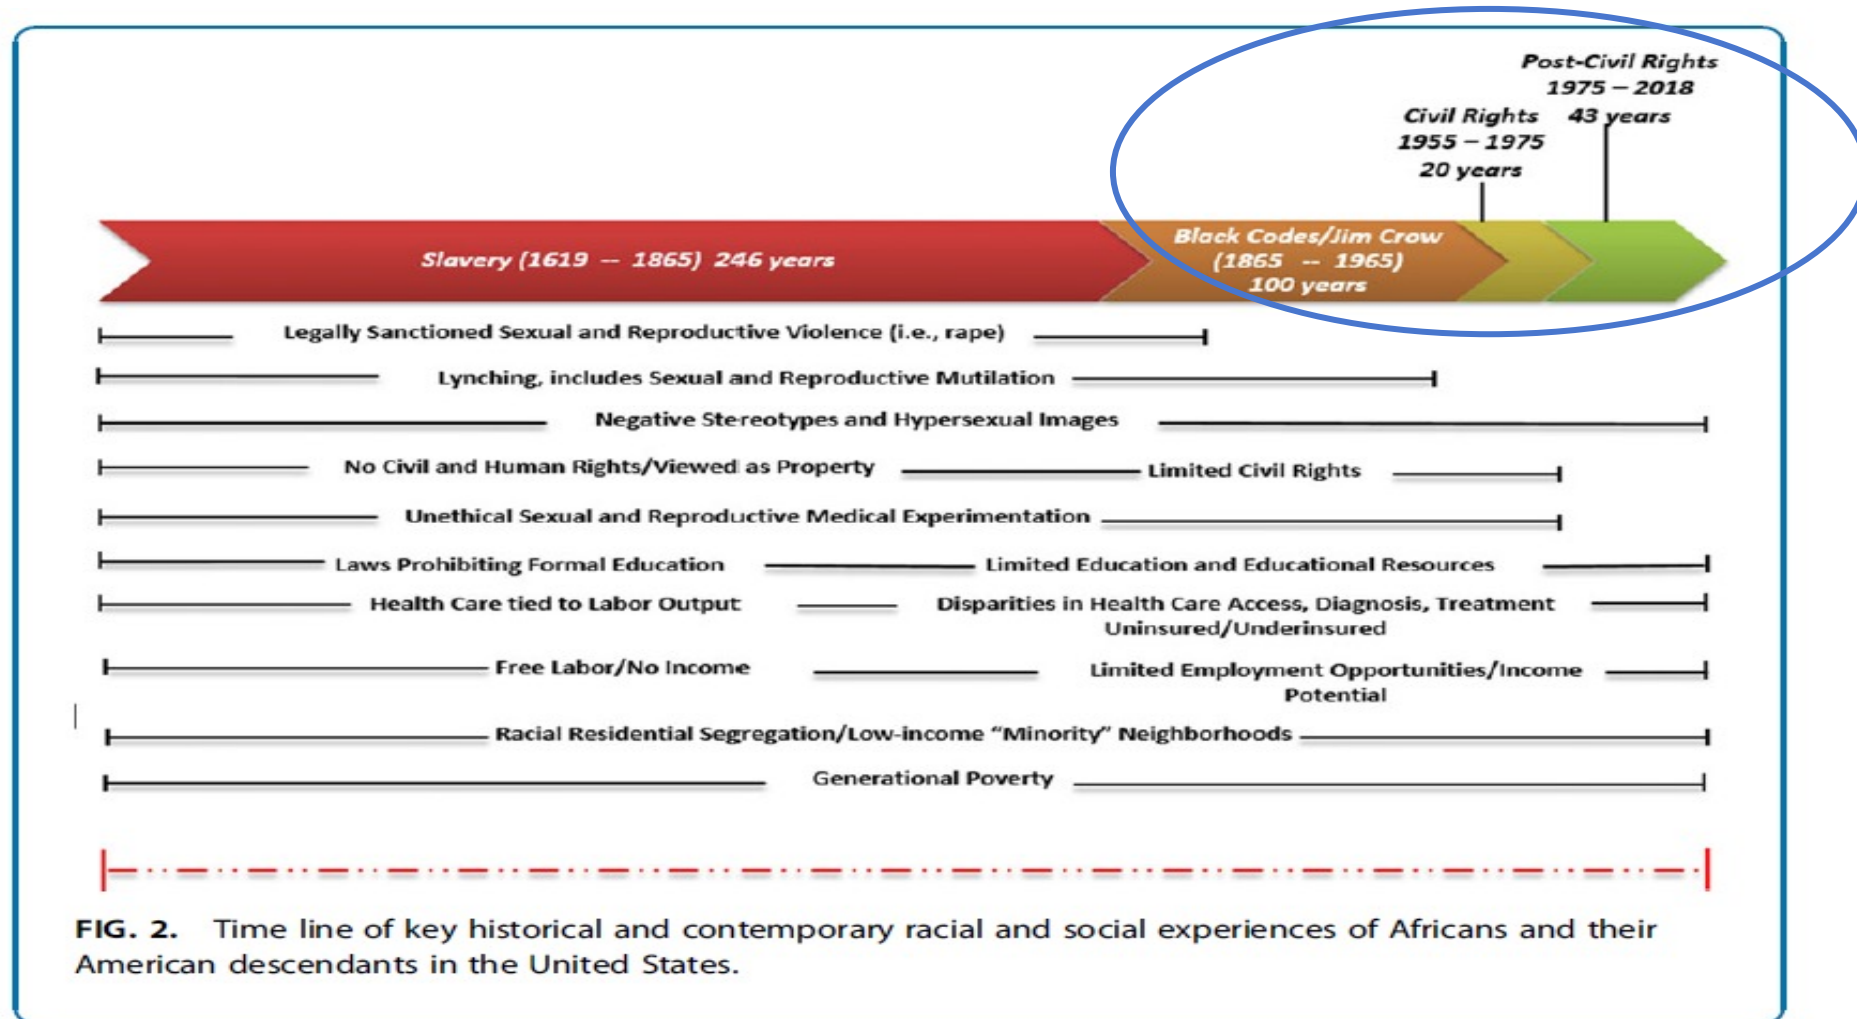 Post-Civil Rights
1975 – 2018
43 years
Civil Rights
1955 – 1975
20 years
Slavery (1619 -- 1865) 246 years
Black Codes/Jim Crow
(1865 -- 1965)
100 years
Legally Sanctioned Sexual and Reproductive Violence (i.e., rape)
Lynching, includes Sexual and Reproductive Mutilation
Negative Stereotypes and Hypersexual Images
No Civil and Human Rights/Viewed as Property Limited Civil Rights
Unethical Sexual and Reproductive Medical Experimentation
Laws Prohibiting Formal Education Limited Education and Educational Resources
Health Care tied to Labor Output Disparities in Health Care Access, Diagnosis, Treatment
Uninsured/Underinsured
Free Labor/No Income Limited Employment Opportunities/Income
Potential
Racial Residential Segregation/Low-income “Minority” Neighborhoods
Generational Poverty
FIG. 2. Time line of key historical and contemporary racial and social experiences of Africans and their
American descendants in the United States.